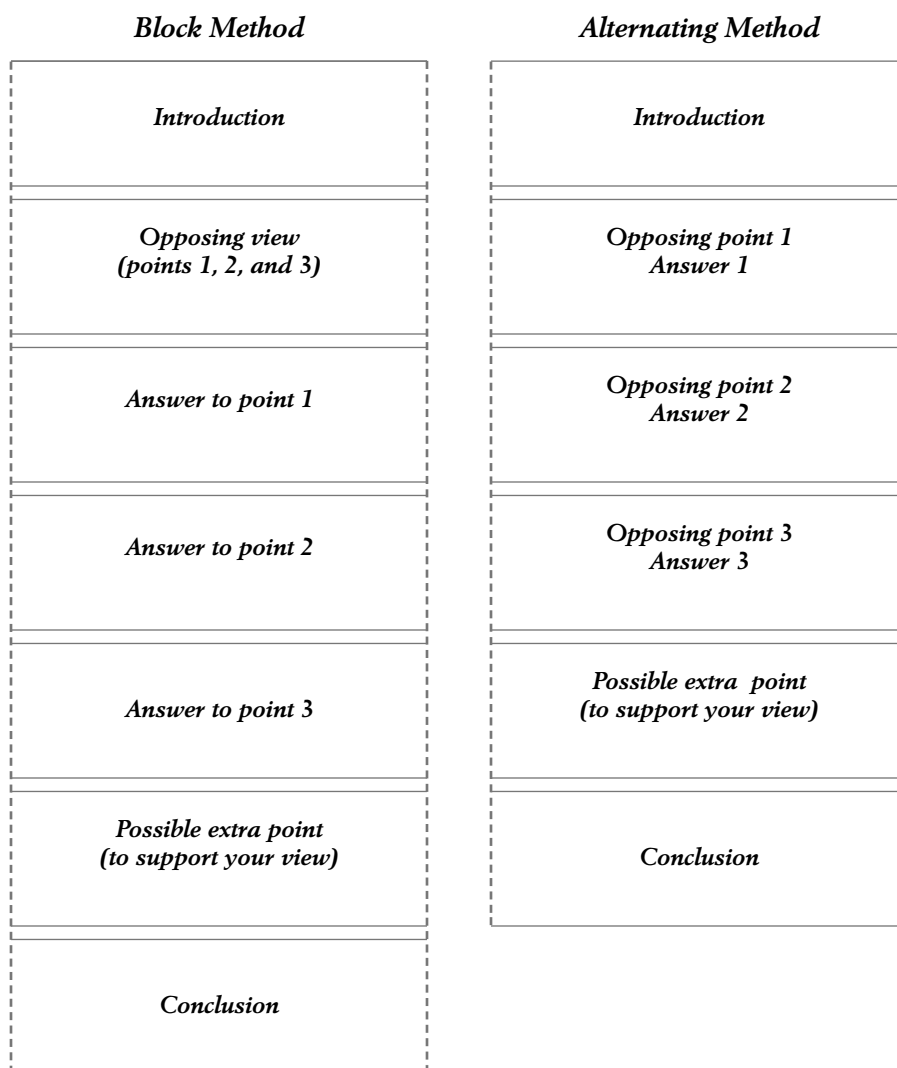 Block Method
Introduction
Opposing view
(points 1, 2, and 3)
Answer to point 1
Answer to point 2
Answer to point 3
Possible extra point
(to support your view)
Conclusion
Alternating Method
Introduction
Opposing point 1
Answer 1
Opposing point 2
Answer 2
Opposing point 3
Answer 3
Possible extra point
(to support your view)
Conclusion